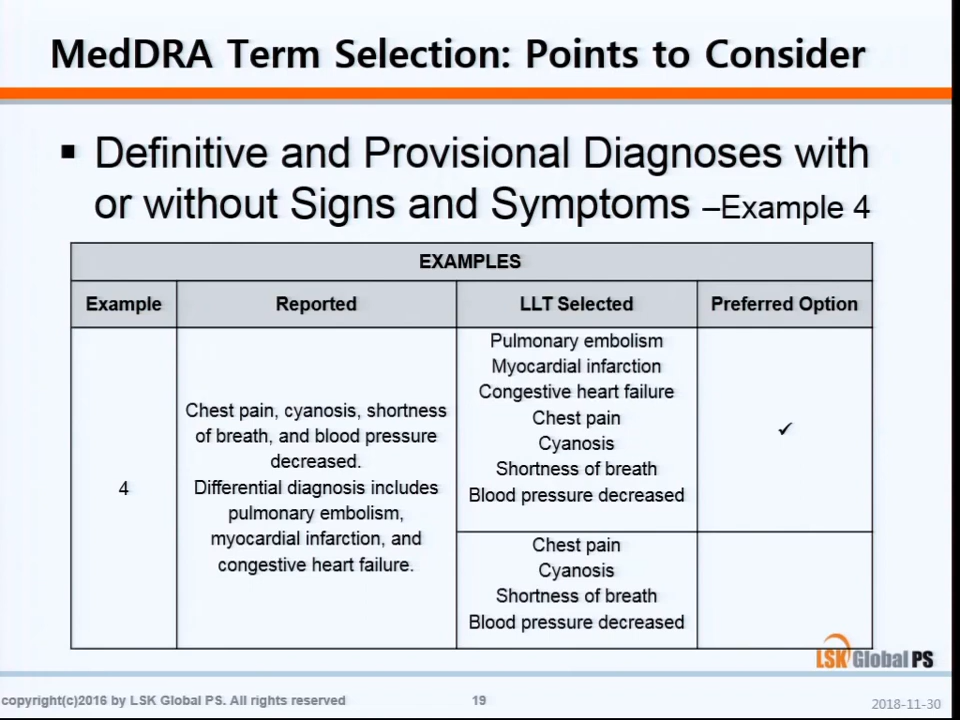 MedDRA Term Selection: Points to Consider
▪ Definitive and Provisional Diagnoses with
or without Signs and Symptoms –Example 4
EXAMPLES
Example Reported LLT Selected Preferred Option
4
Chest pain, cyanosis, shortness
of breath, and blood pressure
decreased.
Differential diagnosis includes
pulmonary embolism,
myocardial infarction, and
congestive heart failure.
Pulmonary embolism
Myocardial infarction
Congestive heart failure
Chest pain
Cyanosis
Shortness of breath
Blood pressure decreased
✓
Chest pain
Cyanosis
Shortness of breath
Blood pressure decreased
LSK Global PS
copyright(c)2016 by LSK Global PS. All rights reserved
19
2018-11-30